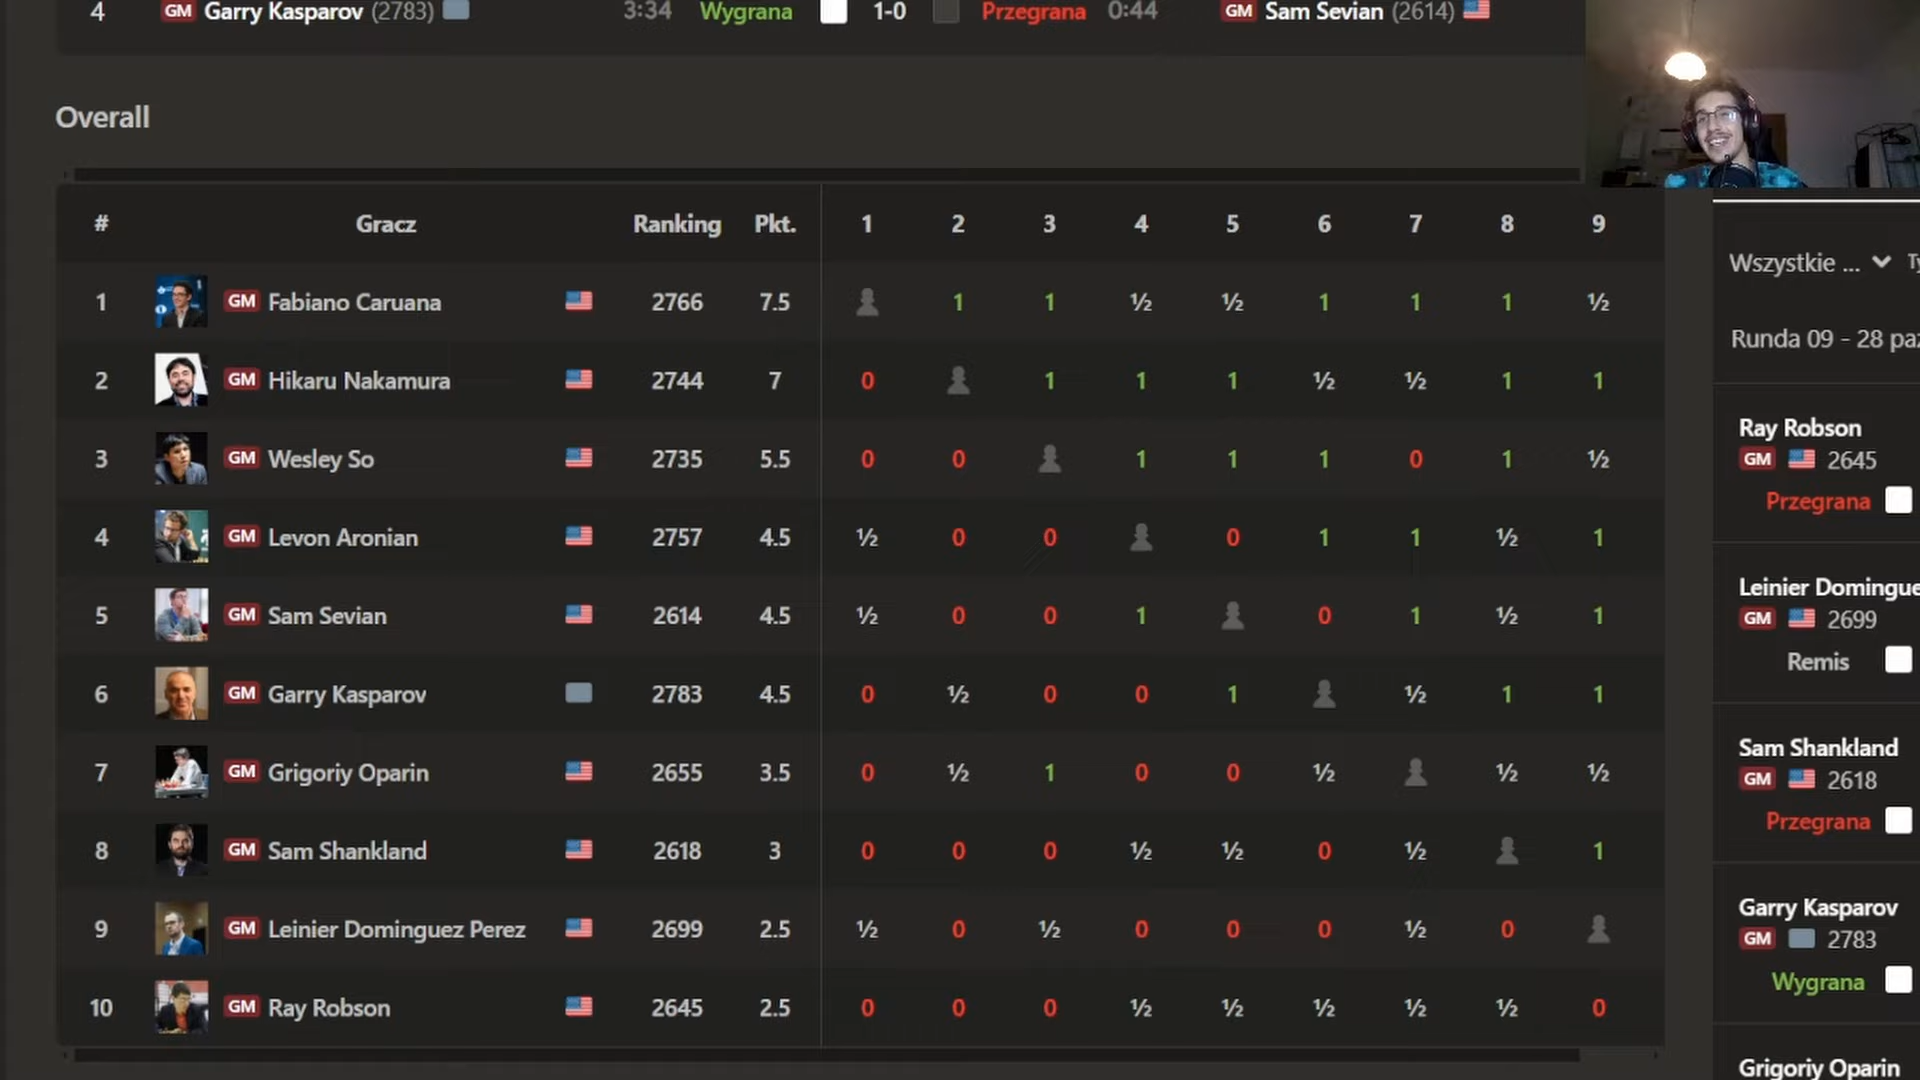 4 GM Garry Kasparov (2783) 3:34 Wygrana 1-0 Przegrana 0:44 GM Sam Sevian (2614)
Overall
# Gracz Ranking Pkt. 1 2 3 4 5 6 7 8 9
1 GM Fabiano Caruana 2766 7.5 1 1 ½ ½ 1 1 1 ½
2 GM Hikaru Nakamura 2744 7 0 1 1 1 ½ ½ 1 1
3 GM Wesley So 2735 5.5 0 0 1 1 1 0 1 ½
4 GM Levon Aronian 2757 4.5 ½ 0 0 0 1 1 ½ 1
5 GM Sam Sevian 2614 4.5 ½ 0 0 1 0 1 ½ 1
6 GM Garry Kasparov 2783 4.5 0 ½ 0 0 1 ½ 1 1
7 GM Grigoriy Oparin 2655 3.5 0 ½ 1 0 0 ½ ½ ½
8 GM Sam Shankland 2618 3 0 0 0 ½ ½ 0 ½ 1
9 GM Leinier Dominguez Perez 2699 2.5 ½ 0 ½ 0 0 0 ½ 0
10 GM Ray Robson 2645 2.5 0 0 0 ½ ½ ½ ½ ½ 0
Wszystkie ... Ty
Runda 09 - 28 paź
Ray Robson
GM 2645
Przegrana
Leinier Domingue
GM 2699
Remis
Sam Shankland
GM 2618
Przegrana
Garry Kasparov
GM 2783
Wygrana
Grigoriy Oparin